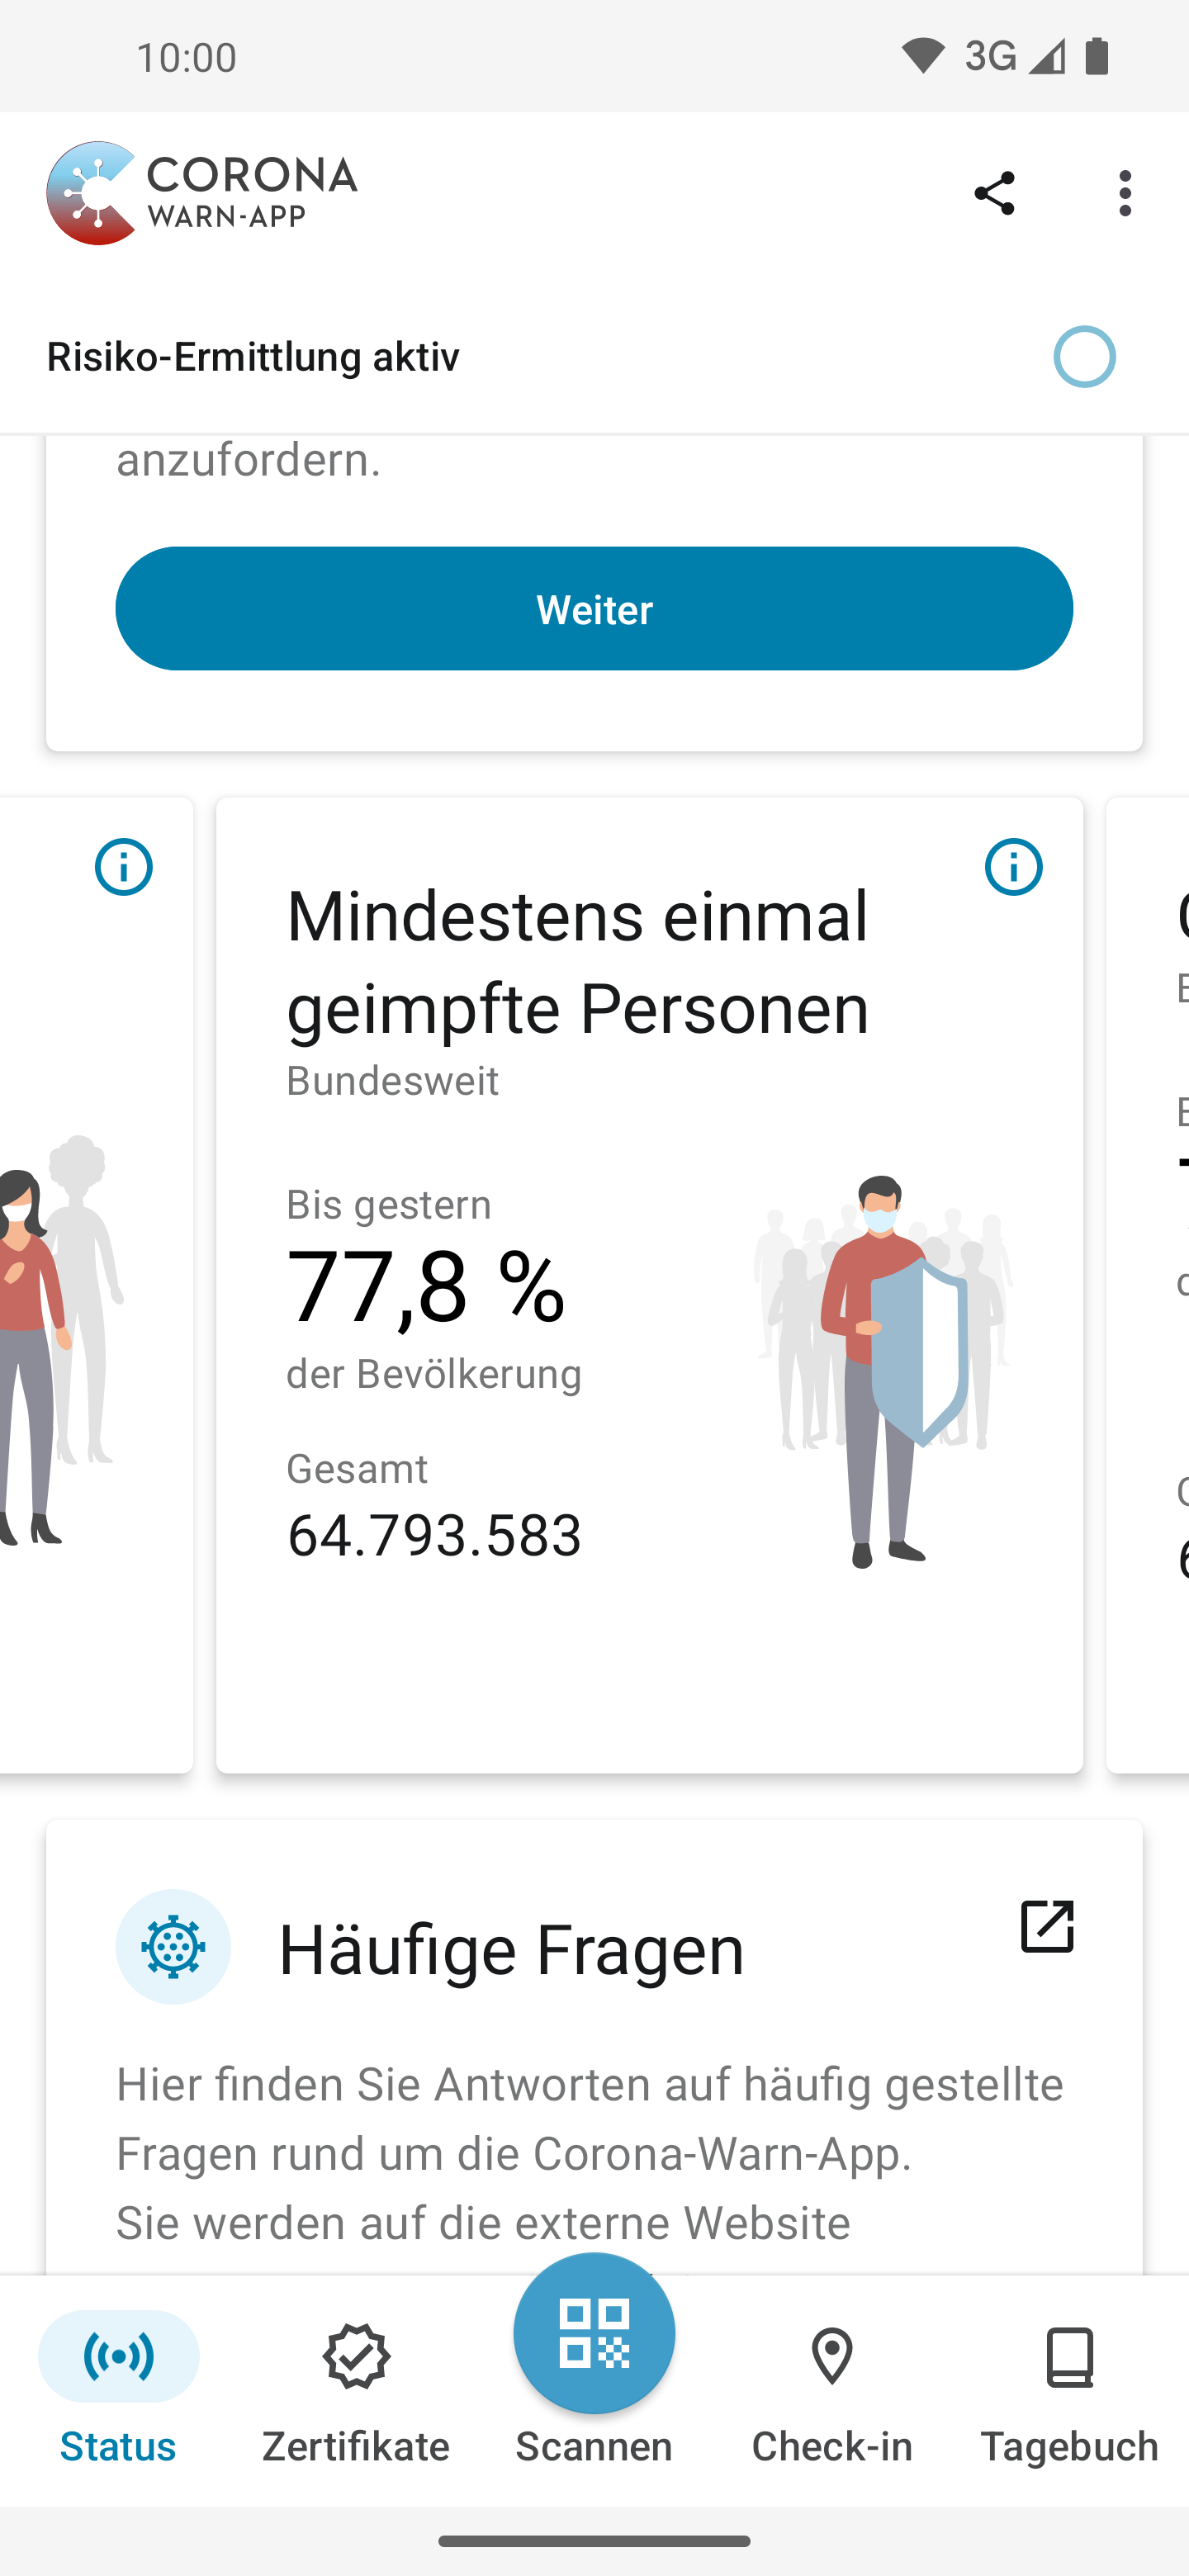 10:00
3G
CORONA
WARN-APP
Risiko-Ermittlung aktiv
anzufordern.
Weiter
Mindestens einmal
geimpfte Personen
Bundesweit
Bis gestern
77,8 %
der Bevölkerung
Gesamt
64.793.583
Häufige Fragen
Hier finden Sie Antworten auf häufig gestellte
Fragen rund um die Corona-Warn-App.
Sie werden auf die externe Website
Status
Zertifikate
Scannen
Check-in
Tagebuch